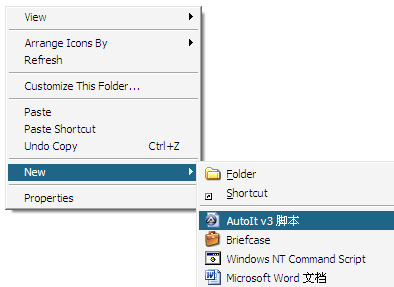 View
Arrange Icons By
Refresh
Customize This Folder...
Paste
Paste Shortcut
Undo Copy Ctrl+Z
New
Properties
Folder
Shortcut
AutoIt v3 脚本
Briefcase
Windows NT Command Script
Microsoft Word 文档